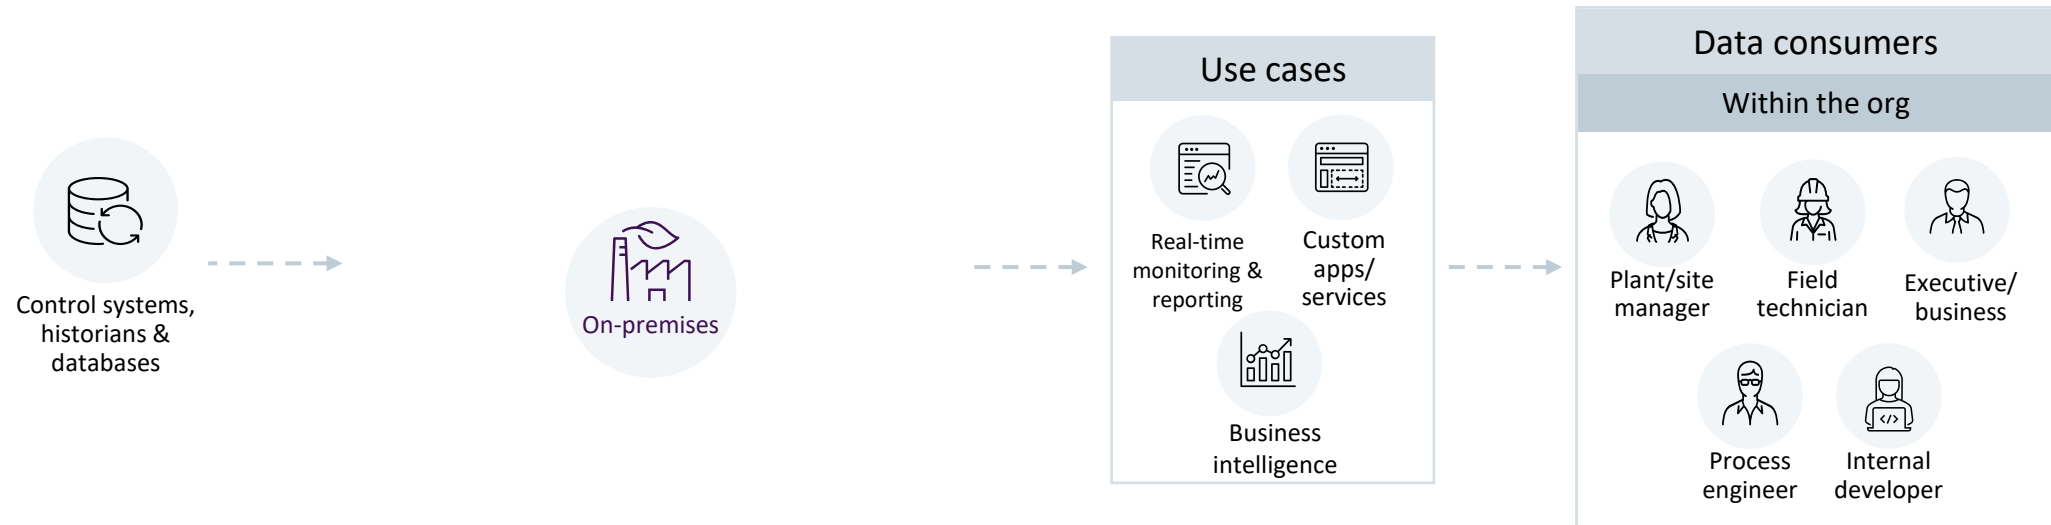 Control systems,
historians &
databases
On-premises
Use cases
Real-time
monitoring &
reporting
Custom
apps/
services
Business
intelligence
Data consumers
Within the org
Plant/site
manager
Field
technician
Executive/
business
Process
engineer
Internal
developer